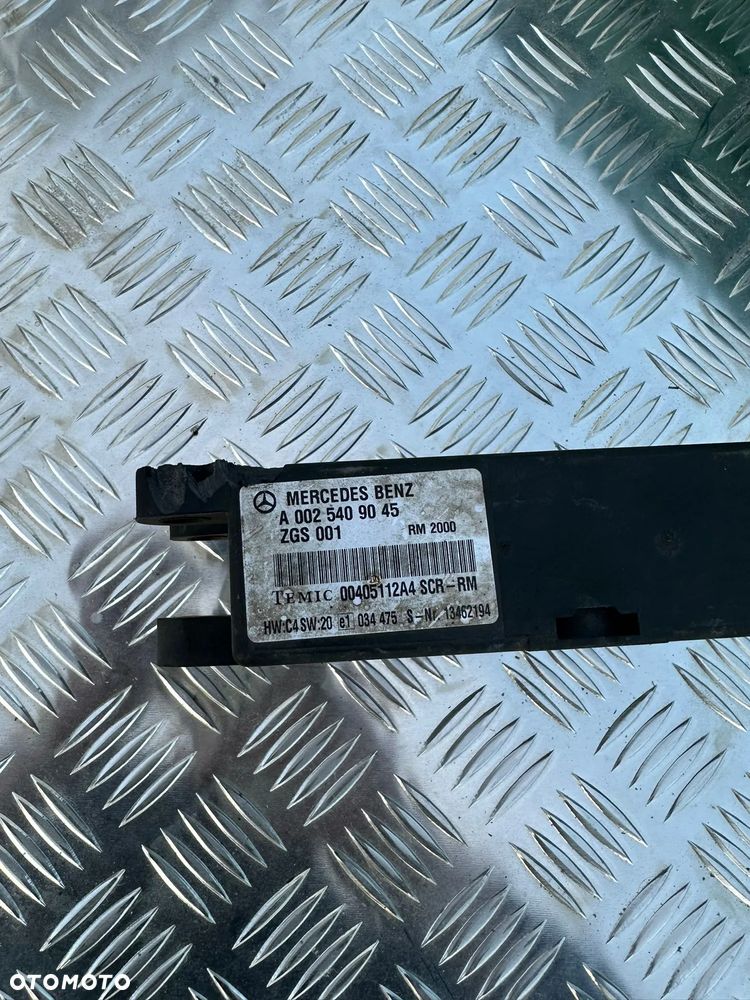 MERCEDES BENZ
A 002 540 90 45
ZGS 001 RM 2000
TEMIC 00405112A4 SCR-RM
HW:C4 SW:20 e1 034 475 S-Nr. 13462194
OTOMOTO